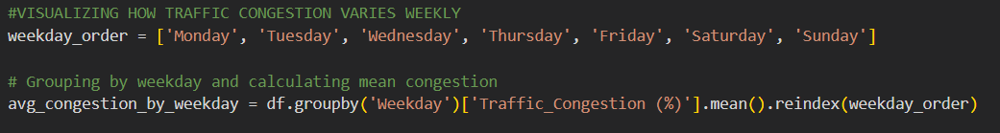 #VISUALIZING HOW TRAFFIC CONGESTION VARIES WEEKLY
weekday_order = ['Monday', 'Tuesday', 'Wednesday', 'Thursday', 'Friday', 'Saturday', 'Sunday']
# Grouping by weekday and calculating mean congestion
avg_congestion_by_weekday = df.groupby('Weekday')['Traffic_Congestion (%)'].mean().reindex(weekday_order)